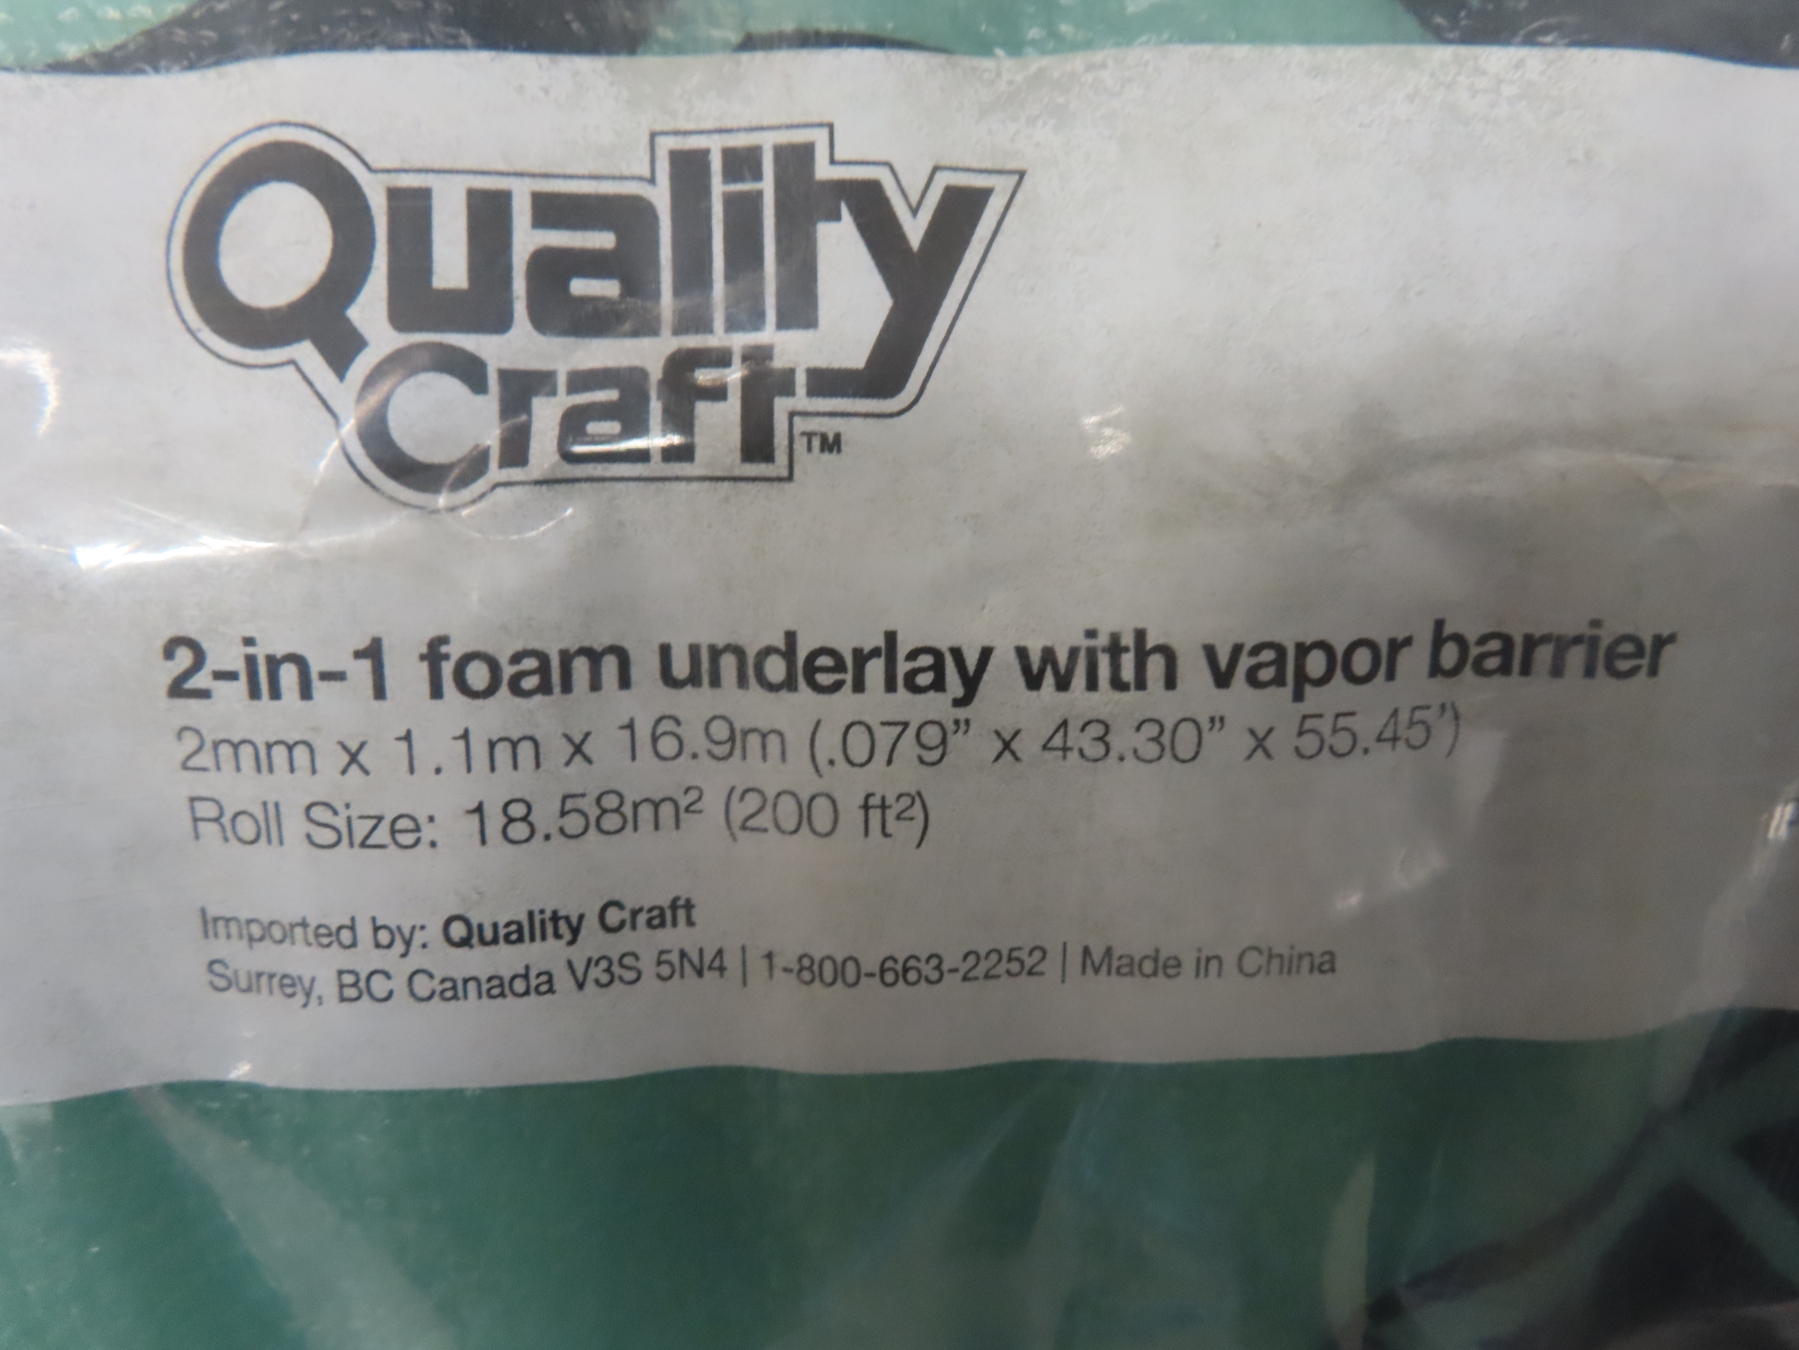 Quality
Craft™
2-in-1 foam underlay with vapor barrier
2mm x 1.1m x 16.9m (.079” x 43.30” x 55.45’)
Roll Size: 18.58m² (200 ft²)
Imported by: Quality Craft
Surrey, BC Canada V3S 5N4 | 1-800-663-2252 | Made in China